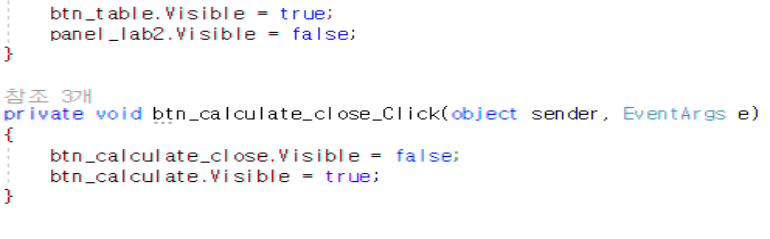 btn_table.Visible = true;
panel_lab2.Visible = false;
}
참조 3개
private void btn_calculate_close_Click(object sender, EventArgs e)
{
btn_calculate_close.Visible = false;
btn_calculate.Visible = true;
}